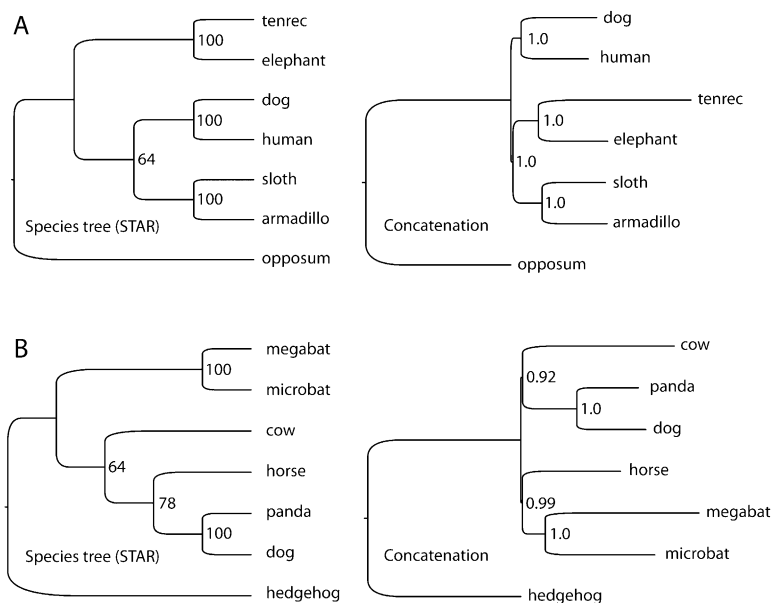 A
tenrec
100
elephant
dog
100
human
64
sloth
100
armadillo
Species tree (STAR)
opposum
dog
1.0
human
tenrec
1.0
elephant
1.0
sloth
1.0
armadillo
Concatenation
opposum
B
megabat
100
microbat
cow
64
horse
78
panda
100
dog
Species tree (STAR)
hedgehog
cow
0.92
panda
1.0
dog
horse
0.99
megabat
1.0
microbat
Concatenation
hedgehog